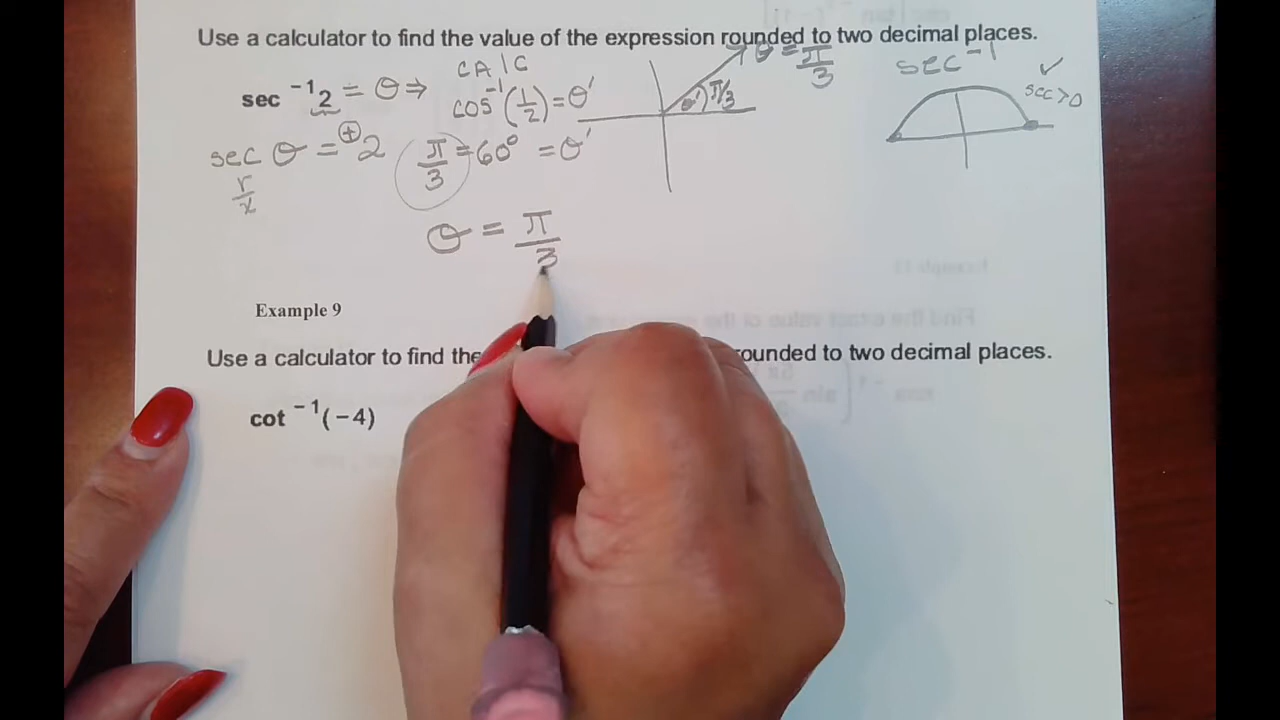 Use a calculator to find the value of the expression rounded to two decimal places.
sec ⁻¹2 = θ ⇒
CALC
cos⁻¹(1/2) = θ'
sec θ = ⊕2
r/x
π/3 = 60° = θ'
θ = π/3
θ' π/3
θ = π/3
sec⁻¹
✓
sec>0
Example 9
Use a calculator to find the rounded to two decimal places.
cot ⁻¹(−4)